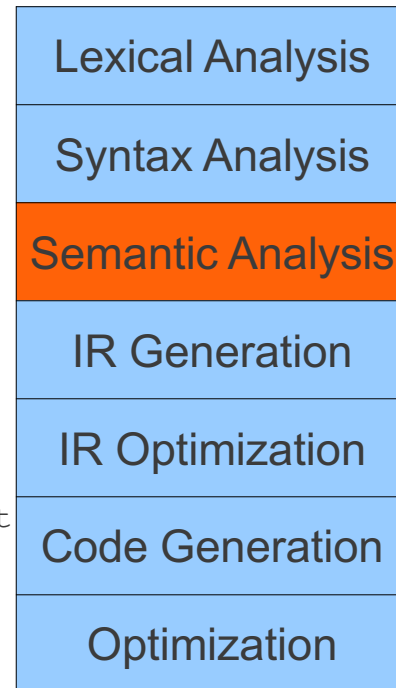 Lexical Analysis
Syntax Analysis
Semantic Analysis
IR Generation
IR Optimization
t
Code Generation
Optimization